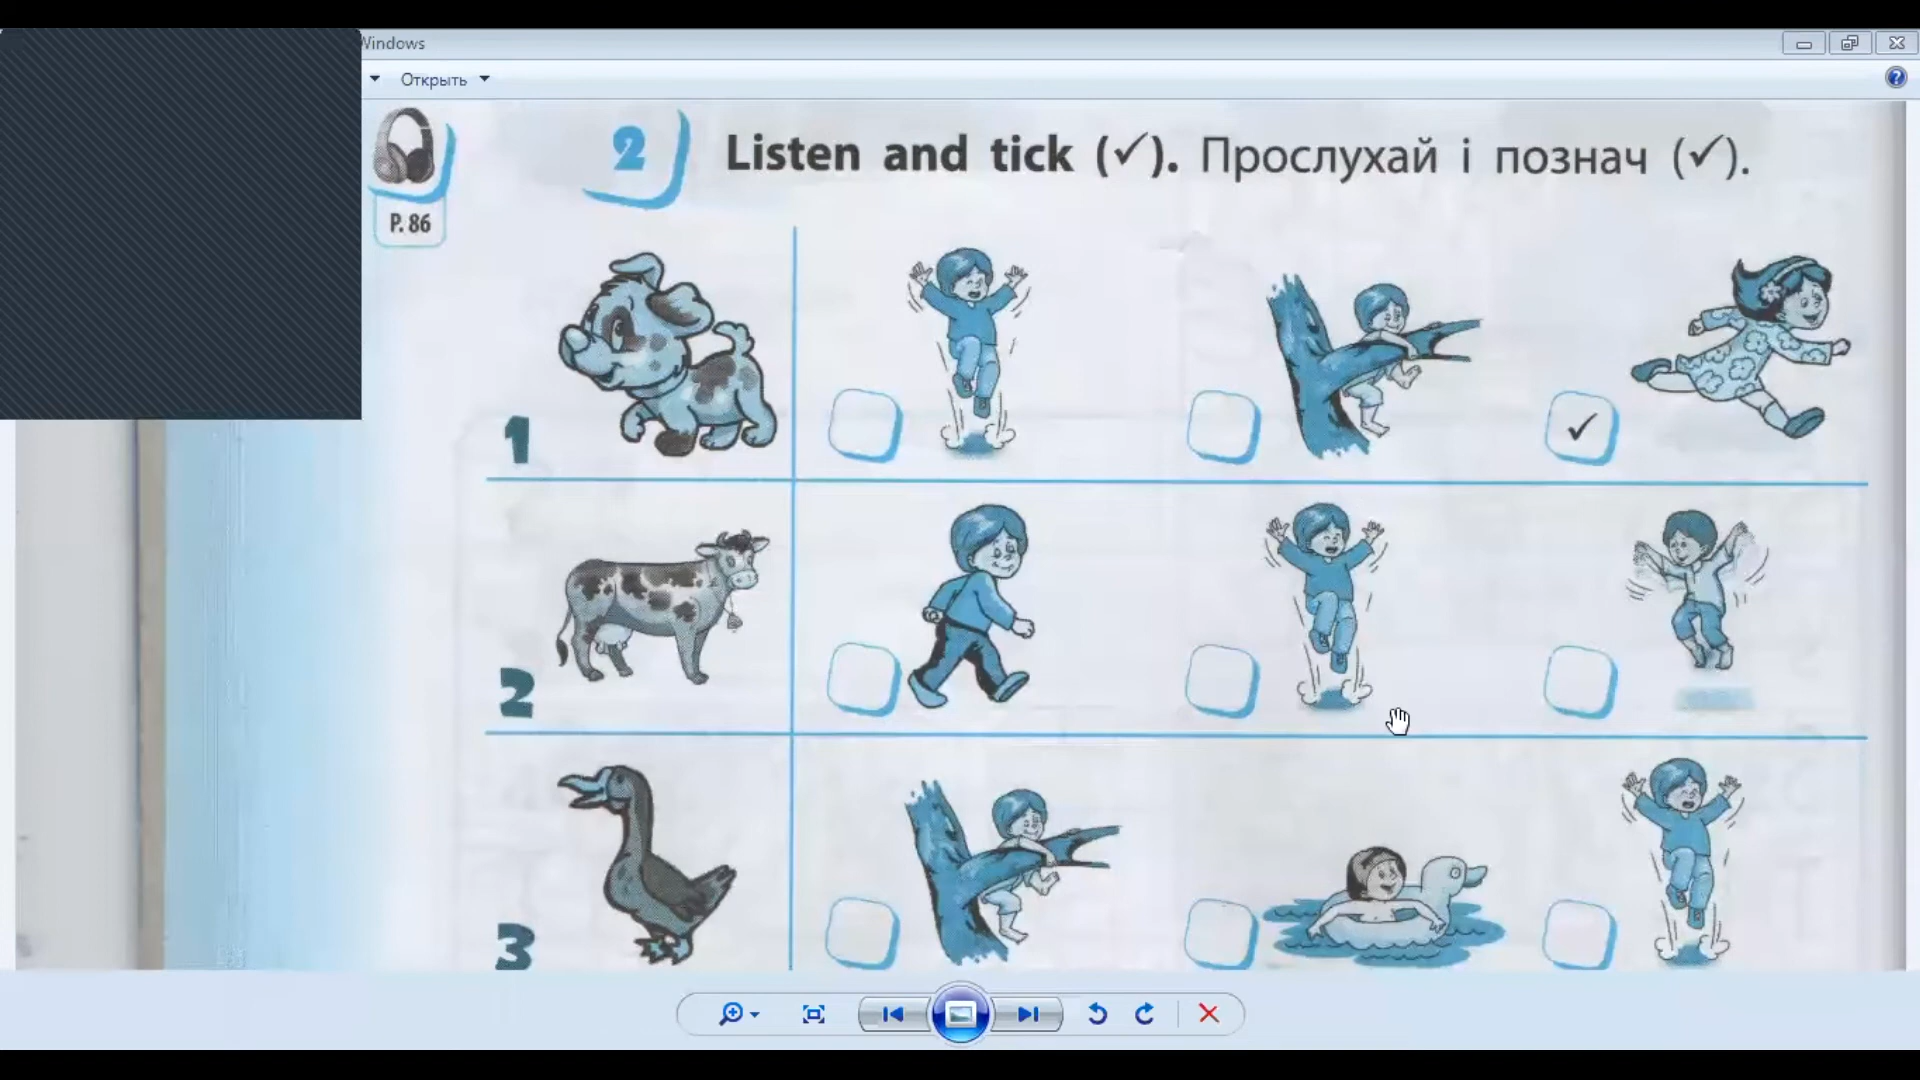 Windows
Открыть
2 Listen and tick (✓). Прослухай і познач (✓).
P. 86
1
✓
2
3